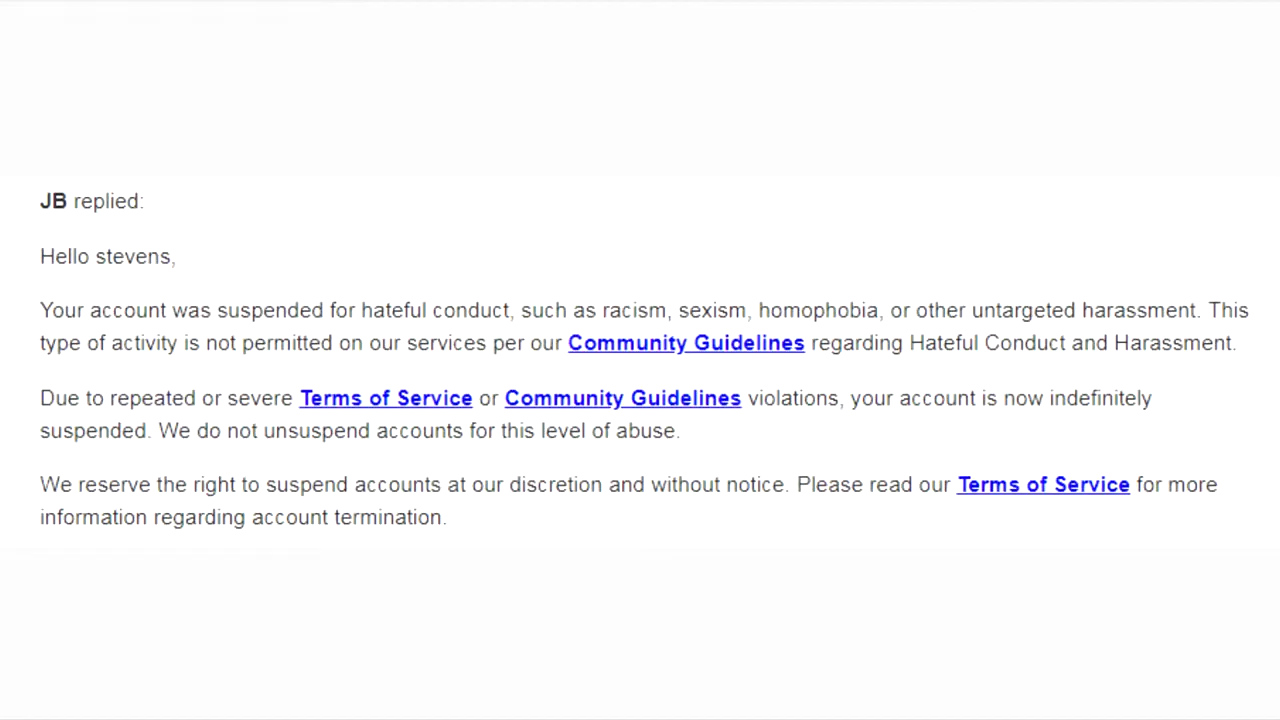 JB replied:
Hello stevens,
Your account was suspended for hateful conduct, such as racism, sexism, homophobia, or other untargeted harassment. This
type of activity is not permitted on our services per our Community Guidelines regarding Hateful Conduct and Harassment.
Due to repeated or severe Terms of Service or Community Guidelines violations, your account is now indefinitely
suspended. We do not unsuspend accounts for this level of abuse.
We reserve the right to suspend accounts at our discretion and without notice. Please read our Terms of Service for more
information regarding account termination.